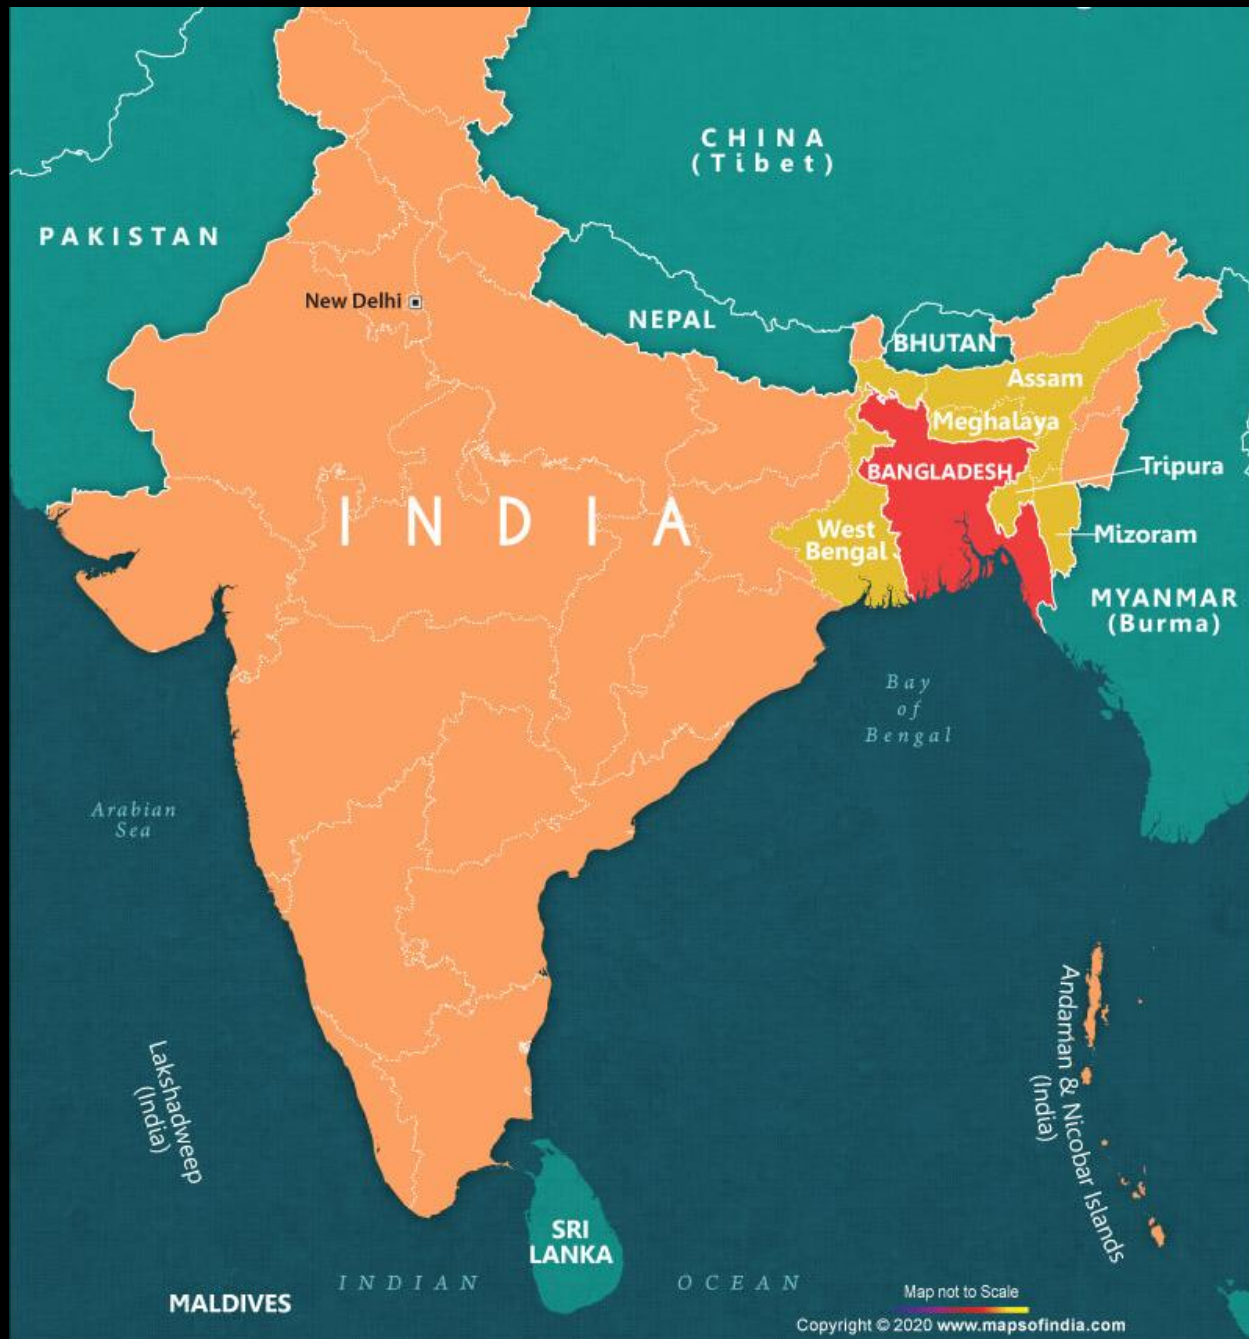 CHINA
(Tibet)
PAKISTAN
New Delhi
NEPAL
BHUTAN
Assam
Meghalaya
BANGLADESH
Tripura
INDIA
West
Bengal
Mizoram
MYANMAR
(Burma)
Bay
of
Bengal
Arabian
Sea
Lakshadweep
(India)
Andaman & Nicobar Islands
(India)
SRI
LANKA
INDIAN OCEAN
MALDIVES
Map not to Scale
Copyright © 2020 www.mapsofindia.com